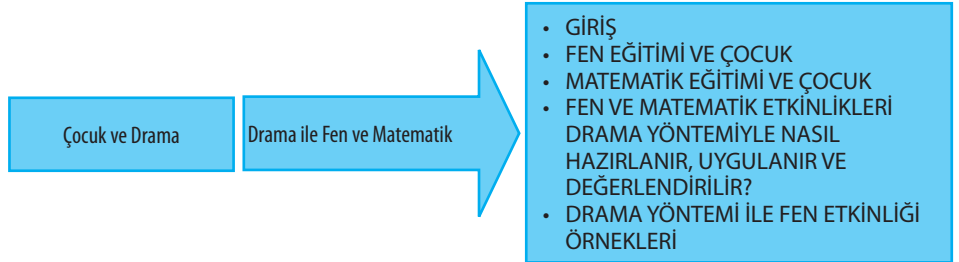 Çocuk ve Drama
Drama ile Fen ve Matematik
• GİRİŞ
• FEN EĞİTİMİ VE ÇOCUK
• MATEMATİK EĞİTİMİ VE ÇOCUK
• FEN VE MATEMATİK ETKİNLİKLERİ
DRAMA YÖNTEMİYLE NASIL
HAZIRLANIR, UYGULANIR VE
DEĞERLENDİRİLİR?
• DRAMA YÖNTEMİ İLE FEN ETKİNLİĞİ
ÖRNEKLERİ